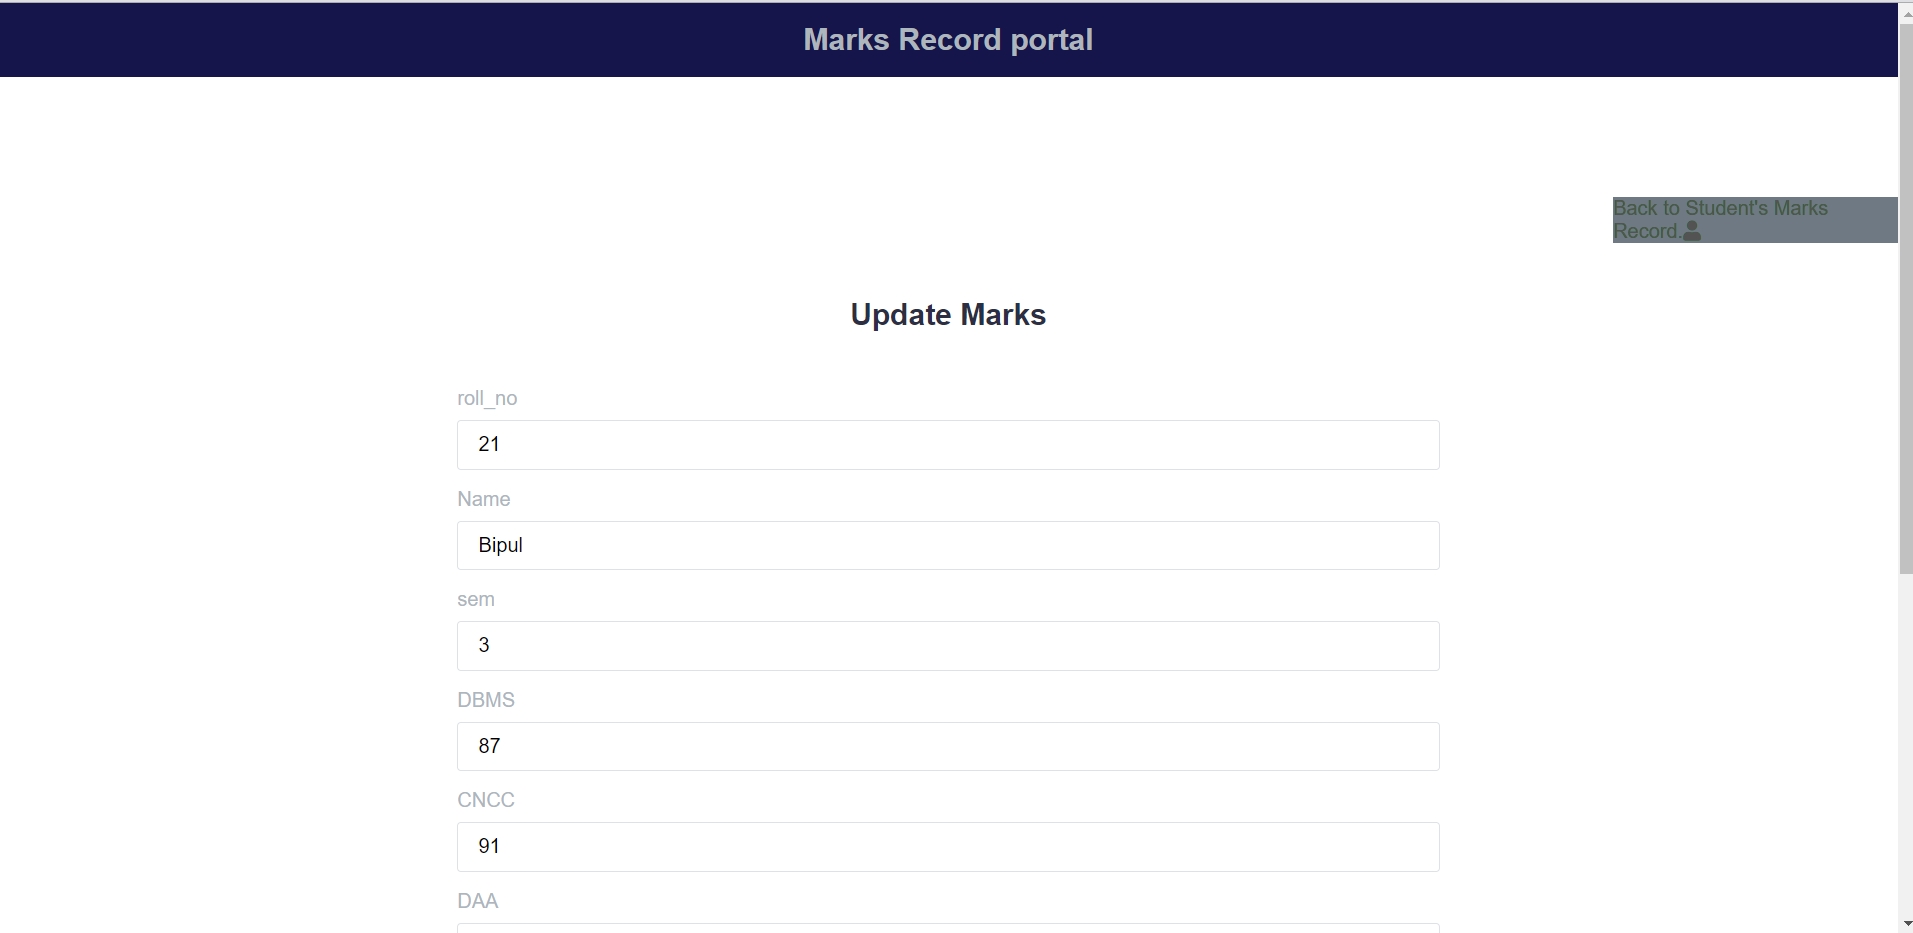 Marks Record portal
Back to Student's Marks
Record.
Update Marks
roll_no
21
Name
Bipul
sem
3
DBMS
87
CNCC
91
DAA